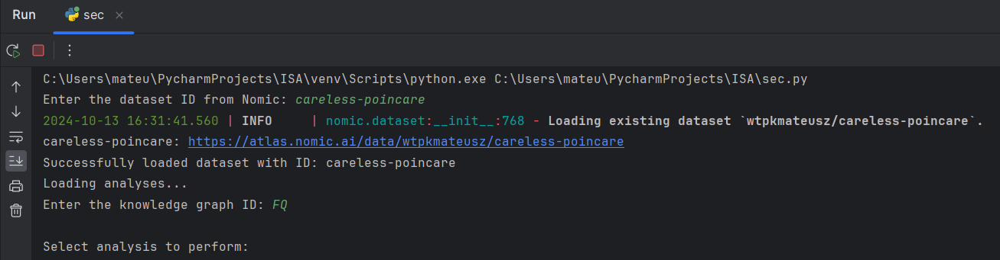 Run sec
C:\Users\mateu\PycharmProjects\ISA\venv\Scripts\python.exe C:\Users\mateu\PycharmProjects\ISA\sec.py
Enter the dataset ID from Nomic: careless-poincare
2024-10-13 16:31:41.560 | INFO     | nomic.dataset:__init__:768 - Loading existing dataset `wtpkmateusz/careless-poincare`.
careless-poincare: https://atlas.nomic.ai/data/wtpkmateusz/careless-poincare
Successfully loaded dataset with ID: careless-poincare
Loading analyses...
Enter the knowledge graph ID: FQ
Select analysis to perform: